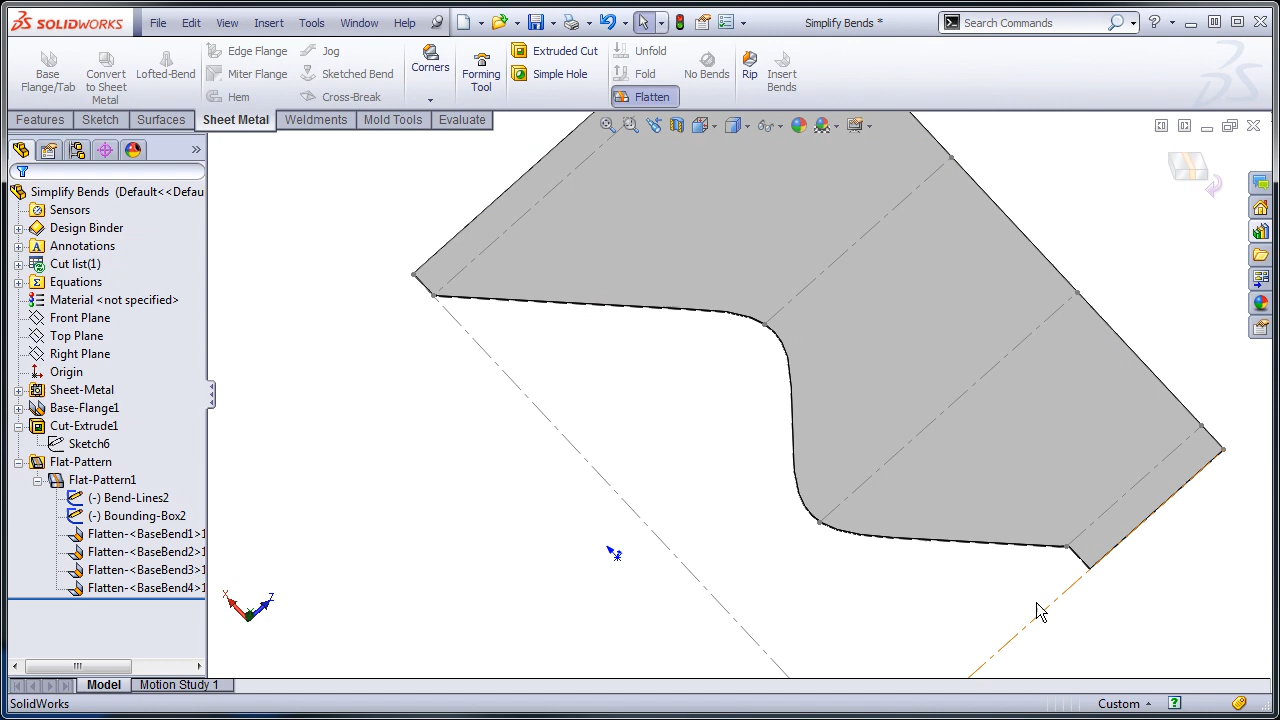 SOLIDWORKS File Edit View Insert Tools Window Help Simplify Bends * Search Commands
Base Flange/Tab
Convert to Sheet Metal
Lofted-Bend
Edge Flange
Miter Flange
Hem
Jog
Sketched Bend
Cross-Break
Corners
Forming Tool
Extruded Cut
Simple Hole
Unfold
Fold
Flatten
No Bends
Rip
Insert Bends
Features Sketch Surfaces Sheet Metal Weldments Mold Tools Evaluate
Simplify Bends (Default<<Defau
Sensors
Design Binder
Annotations
Cut list(1)
Equations
Material <not specified>
Front Plane
Top Plane
Right Plane
Origin
Sheet-Metal
Base-Flange1
Cut-Extrude1
Sketch6
Flat-Pattern
Flat-Pattern1
(-) Bend-Lines2
(-) Bounding-Box2
Flatten-<BaseBend1>1
Flatten-<BaseBend2>1
Flatten-<BaseBend3>1
Flatten-<BaseBend4>1
X Z
Model Motion Study 1
SolidWorks Custom